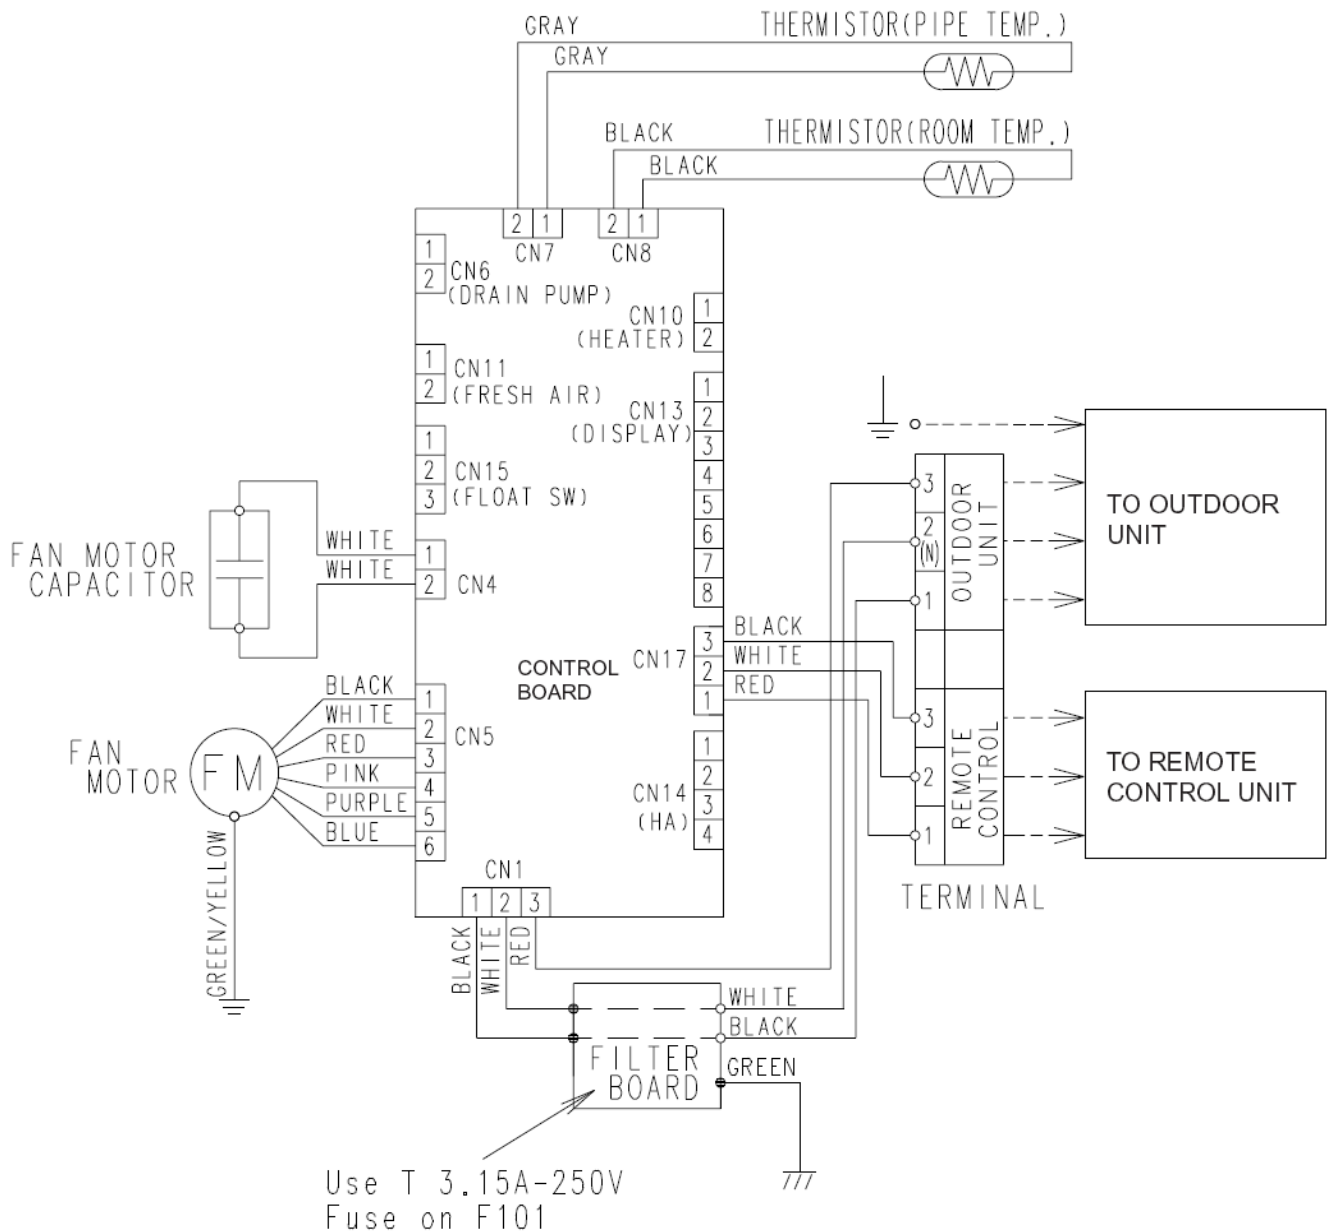 GRAY THERMISTOR(PIPE TEMP.)
GRAY
BLACK THERMISTOR(ROOM TEMP.)
BLACK
2 1
CN7
2 1
CN8
1
2
CN6
(DRAIN PUMP)
CN10
(HEATER)
1
2
1
2
CN11
(FRESH AIR)
CN13
(DISPLAY)
1
2
3
4
5
6
7
8
1
2
3
CN15
(FLOAT SW)
FAN MOTOR
CAPACITOR
WHITE
WHITE
1
2
CN4
CONTROL
BOARD
CN17
3
2
1
BLACK
WHITE
RED
FAN
MOTOR
FM
BLACK
WHITE
RED
PINK
PURPLE
BLUE
1
2
3
4
5
6
CN5
GREEN/YELLOW
CN14
(HA)
1
2
3
4
CN1
1 2 3
BLACK
WHITE
RED
3
2
(N)
1
OUTDOOR
UNIT
TO OUTDOOR
UNIT
3
2
1
REMOTE
CONTROL
TO REMOTE
CONTROL UNIT
TERMINAL
WHITE
BLACK
GREEN
FILTER
BOARD
Use T 3.15A-250V
Fuse on F101